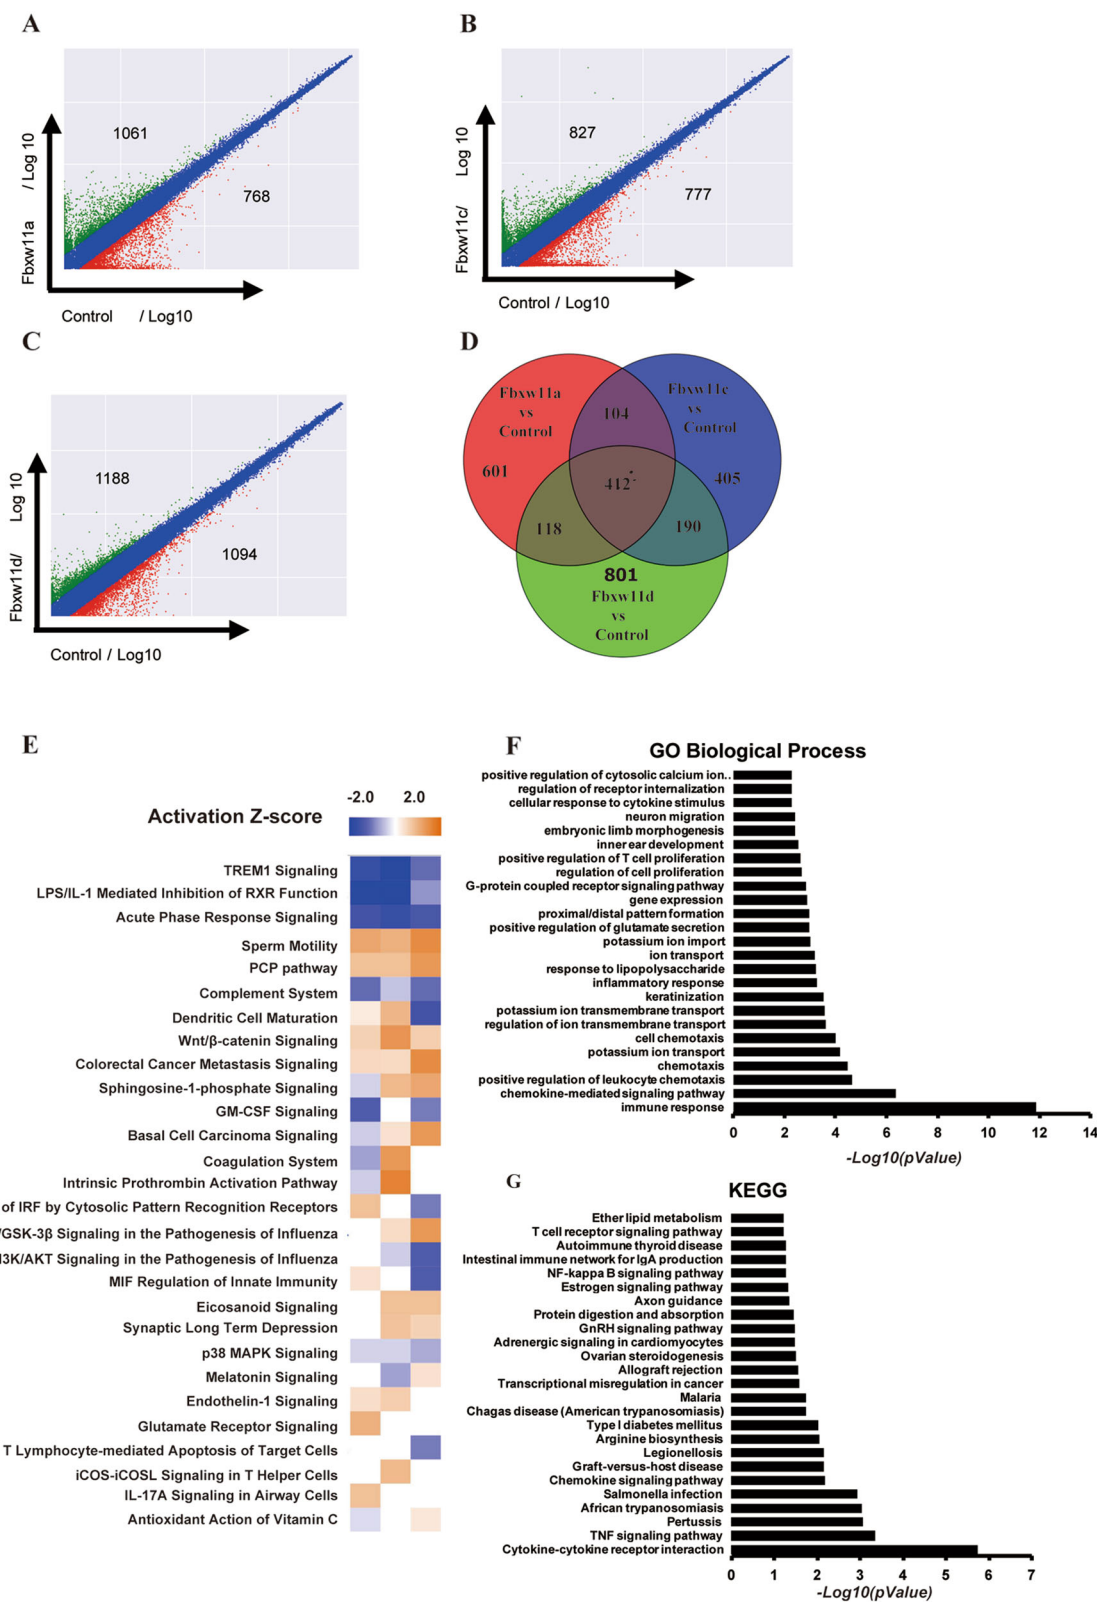 A
1061
768
Fbxw11a / Log 10
Control / Log10
B
827
777
Fbxw11c/ Log 10
Control / Log10
C
1188
1094
Fbxw11d/ Log 10
Control / Log10
D
Fbxw11a
vs
Control
Fbxw11c
vs
Control
104
601
412
405
118
190
801
Fbxw11d
vs
Control
E
Activation Z-score
-2.0 2.0
TREM1 Signaling
LPS/IL-1 Mediated Inhibition of RXR Function
Acute Phase Response Signaling
Sperm Motility
PCP pathway
Complement System
Dendritic Cell Maturation
Wnt/β-catenin Signaling
Colorectal Cancer Metastasis Signaling
Sphingosine-1-phosphate Signaling
GM-CSF Signaling
Basal Cell Carcinoma Signaling
Coagulation System
Intrinsic Prothrombin Activation Pathway
of IRF by Cytosolic Pattern Recognition Receptors
/GSK-3β Signaling in the Pathogenesis of Influenza
I3K/AKT Signaling in the Pathogenesis of Influenza
MIF Regulation of Innate Immunity
Eicosanoid Signaling
Synaptic Long Term Depression
p38 MAPK Signaling
Melatonin Signaling
Endothelin-1 Signaling
Glutamate Receptor Signaling
T Lymphocyte-mediated Apoptosis of Target Cells
iCOS-iCOSL Signaling in T Helper Cells
IL-17A Signaling in Airway Cells
Antioxidant Action of Vitamin C
F
GO Biological Process
positive regulation of cytosolic calcium ion..
regulation of receptor internalization
cellular response to cytokine stimulus
neuron migration
embryonic limb morphogenesis
inner ear development
positive regulation of T cell proliferation
regulation of cell proliferation
G-protein coupled receptor signaling pathway
gene expression
proximal/distal pattern formation
positive regulation of glutamate secretion
potassium ion import
ion transport
response to lipopolysaccharide
inflammatory response
keratinization
potassium ion transmembrane transport
regulation of ion transmembrane transport
cell chemotaxis
potassium ion transport
chemotaxis
positive regulation of leukocyte chemotaxis
chemokine-mediated signaling pathway
immune response
0 2 4 6 8 10 12 14
-Log10(pValue)
G
KEGG
Ether lipid metabolism
T cell receptor signaling pathway
Autoimmune thyroid disease
Intestinal immune network for IgA production
NF-kappa B signaling pathway
Estrogen signaling pathway
Axon guidance
Protein digestion and absorption
GnRH signaling pathway
Adrenergic signaling in cardiomyocytes
Ovarian steroidogenesis
Allograft rejection
Transcriptional misregulation in cancer
Malaria
Chagas disease (American trypanosomiasis)
Type I diabetes mellitus
Arginine biosynthesis
Legionellosis
Graft-versus-host disease
Chemokine signaling pathway
Salmonella infection
African trypanosomiasis
Pertussis
TNF signaling pathway
Cytokine-cytokine receptor interaction
0 1 2 3 4 5 6 7
-Log10(pValue)